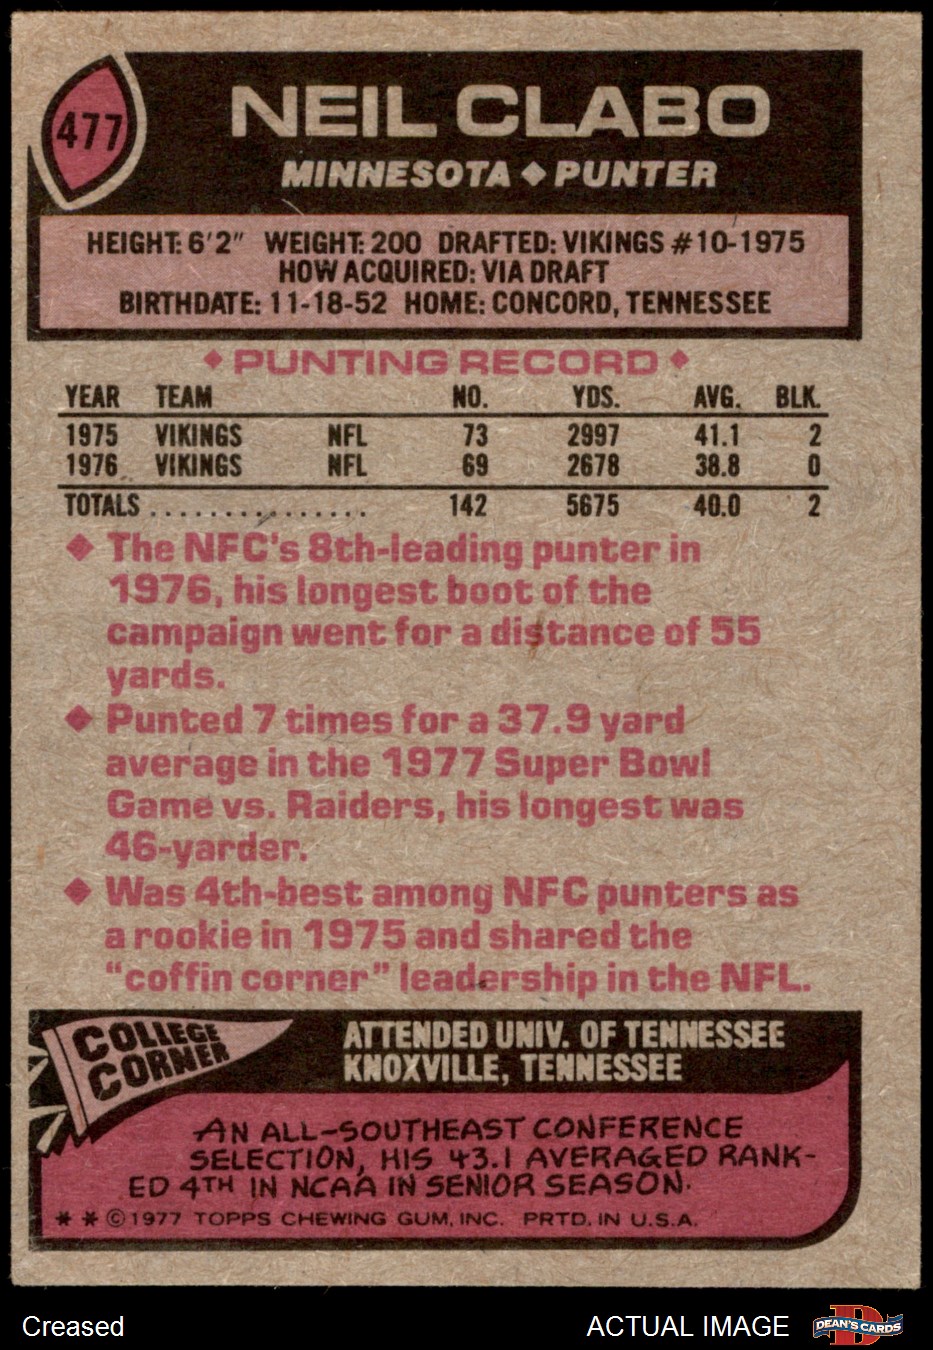 477
NEIL CLABO
MINNESOTA ◆ PUNTER
HEIGHT: 6'2" WEIGHT: 200 DRAFTED: VIKINGS #10-1975
HOW ACQUIRED: VIA DRAFT
BIRTHDATE: 11-18-52 HOME: CONCORD, TENNESSEE
◆ PUNTING RECORD ◆
YEAR TEAM NO. YDS. AVG. BLK.
1975 VIKINGS NFL 73 2997 41.1 2
1976 VIKINGS NFL 69 2678 38.8 0
TOTALS ............... 142 5675 40.0 2
◆ The NFC's 8th-leading punter in
1976, his longest boot of the
campaign went for a distance of 55
yards.
◆ Punted 7 times for a 37.9 yard
average in the 1977 Super Bowl
Game vs. Raiders, his longest was
46-yarder.
◆ Was 4th-best among NFC punters as
a rookie in 1975 and shared the
"coffin corner" leadership in the NFL.
COLLEGE
CORNER
ATTENDED UNIV. OF TENNESSEE
KNOXVILLE, TENNESSEE
AN ALL-SOUTHEAST CONFERENCE
SELECTION, HIS 43.1 AVERAGED RANK-
ED 4TH IN NCAA IN SENIOR SEASON.
* * © 1977 TOPPS CHEWING GUM, INC. PRTD. IN U.S.A.
Creased
ACTUAL IMAGE
D
DEAN'S CARDS